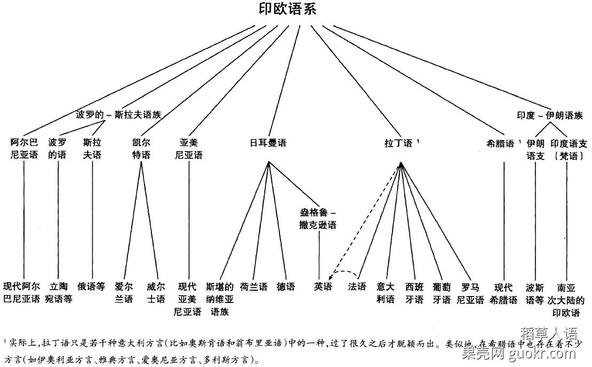 印欧语系
波罗的－斯拉夫语族
印度－伊朗语族
阿尔巴
尼亚语
波罗
的语
斯拉
夫语
凯尔
特语
亚美
尼亚语
日耳曼语
拉丁语¹
希腊语¹
伊朗
语支
印度语支
（梵语）
盎格鲁－
撒克逊语
现代阿尔
巴尼亚语
立陶
宛语等
俄语等
爱尔
兰语
威尔
士语
现代
亚美
尼亚语
斯堪的
纳维亚
语族
荷兰语
德语
英语
法语
意大
利语
西班
牙语
葡萄
牙语
罗马
尼亚语
现代
希腊语
波斯
语等
南亚
次大陆的
印欧语
¹实际上,拉丁语只是若干种意大利方言(比如奥斯肯语和翁布里亚语)中的一种,过了很久之后才脱颖而出。类似地,在希腊语中也存在着不少
方言(如伊奥利亚方言、雅典方言、爱奥尼亚方言、多利斯方言)。
稻草人语
果壳网 guokr.com